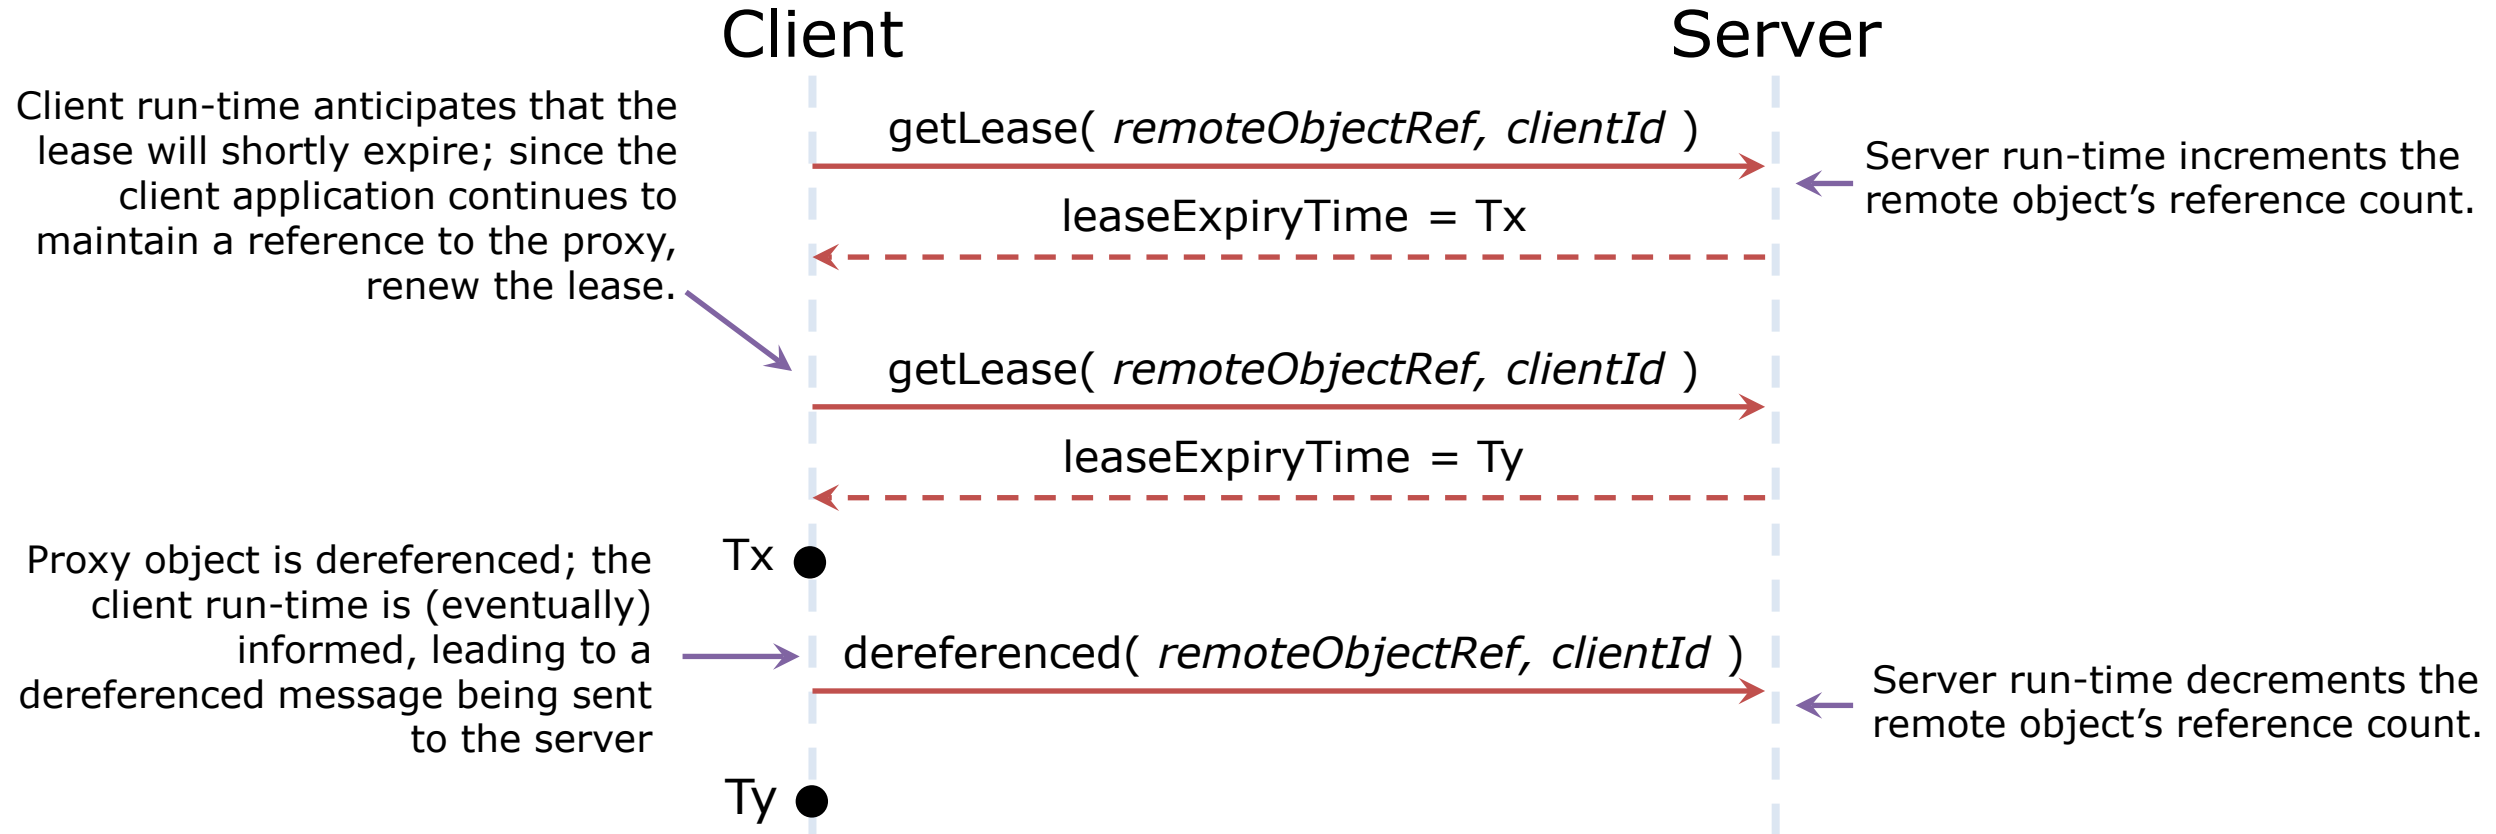 Client
Server
Client run-time anticipates that the
lease will shortly expire; since the
client application continues to
maintain a reference to the proxy,
renew the lease.
getLease( remoteObjectRef, clientId )
Server run-time increments the
remote object’s reference count.
leaseExpiryTime = Tx
getLease( remoteObjectRef, clientId )
leaseExpiryTime = Ty
Tx
Proxy object is dereferenced; the
client run-time is (eventually)
informed, leading to a
dereferenced message being sent
to the server
dereferenced( remoteObjectRef, clientId )
Server run-time decrements the
remote object’s reference count.
Ty